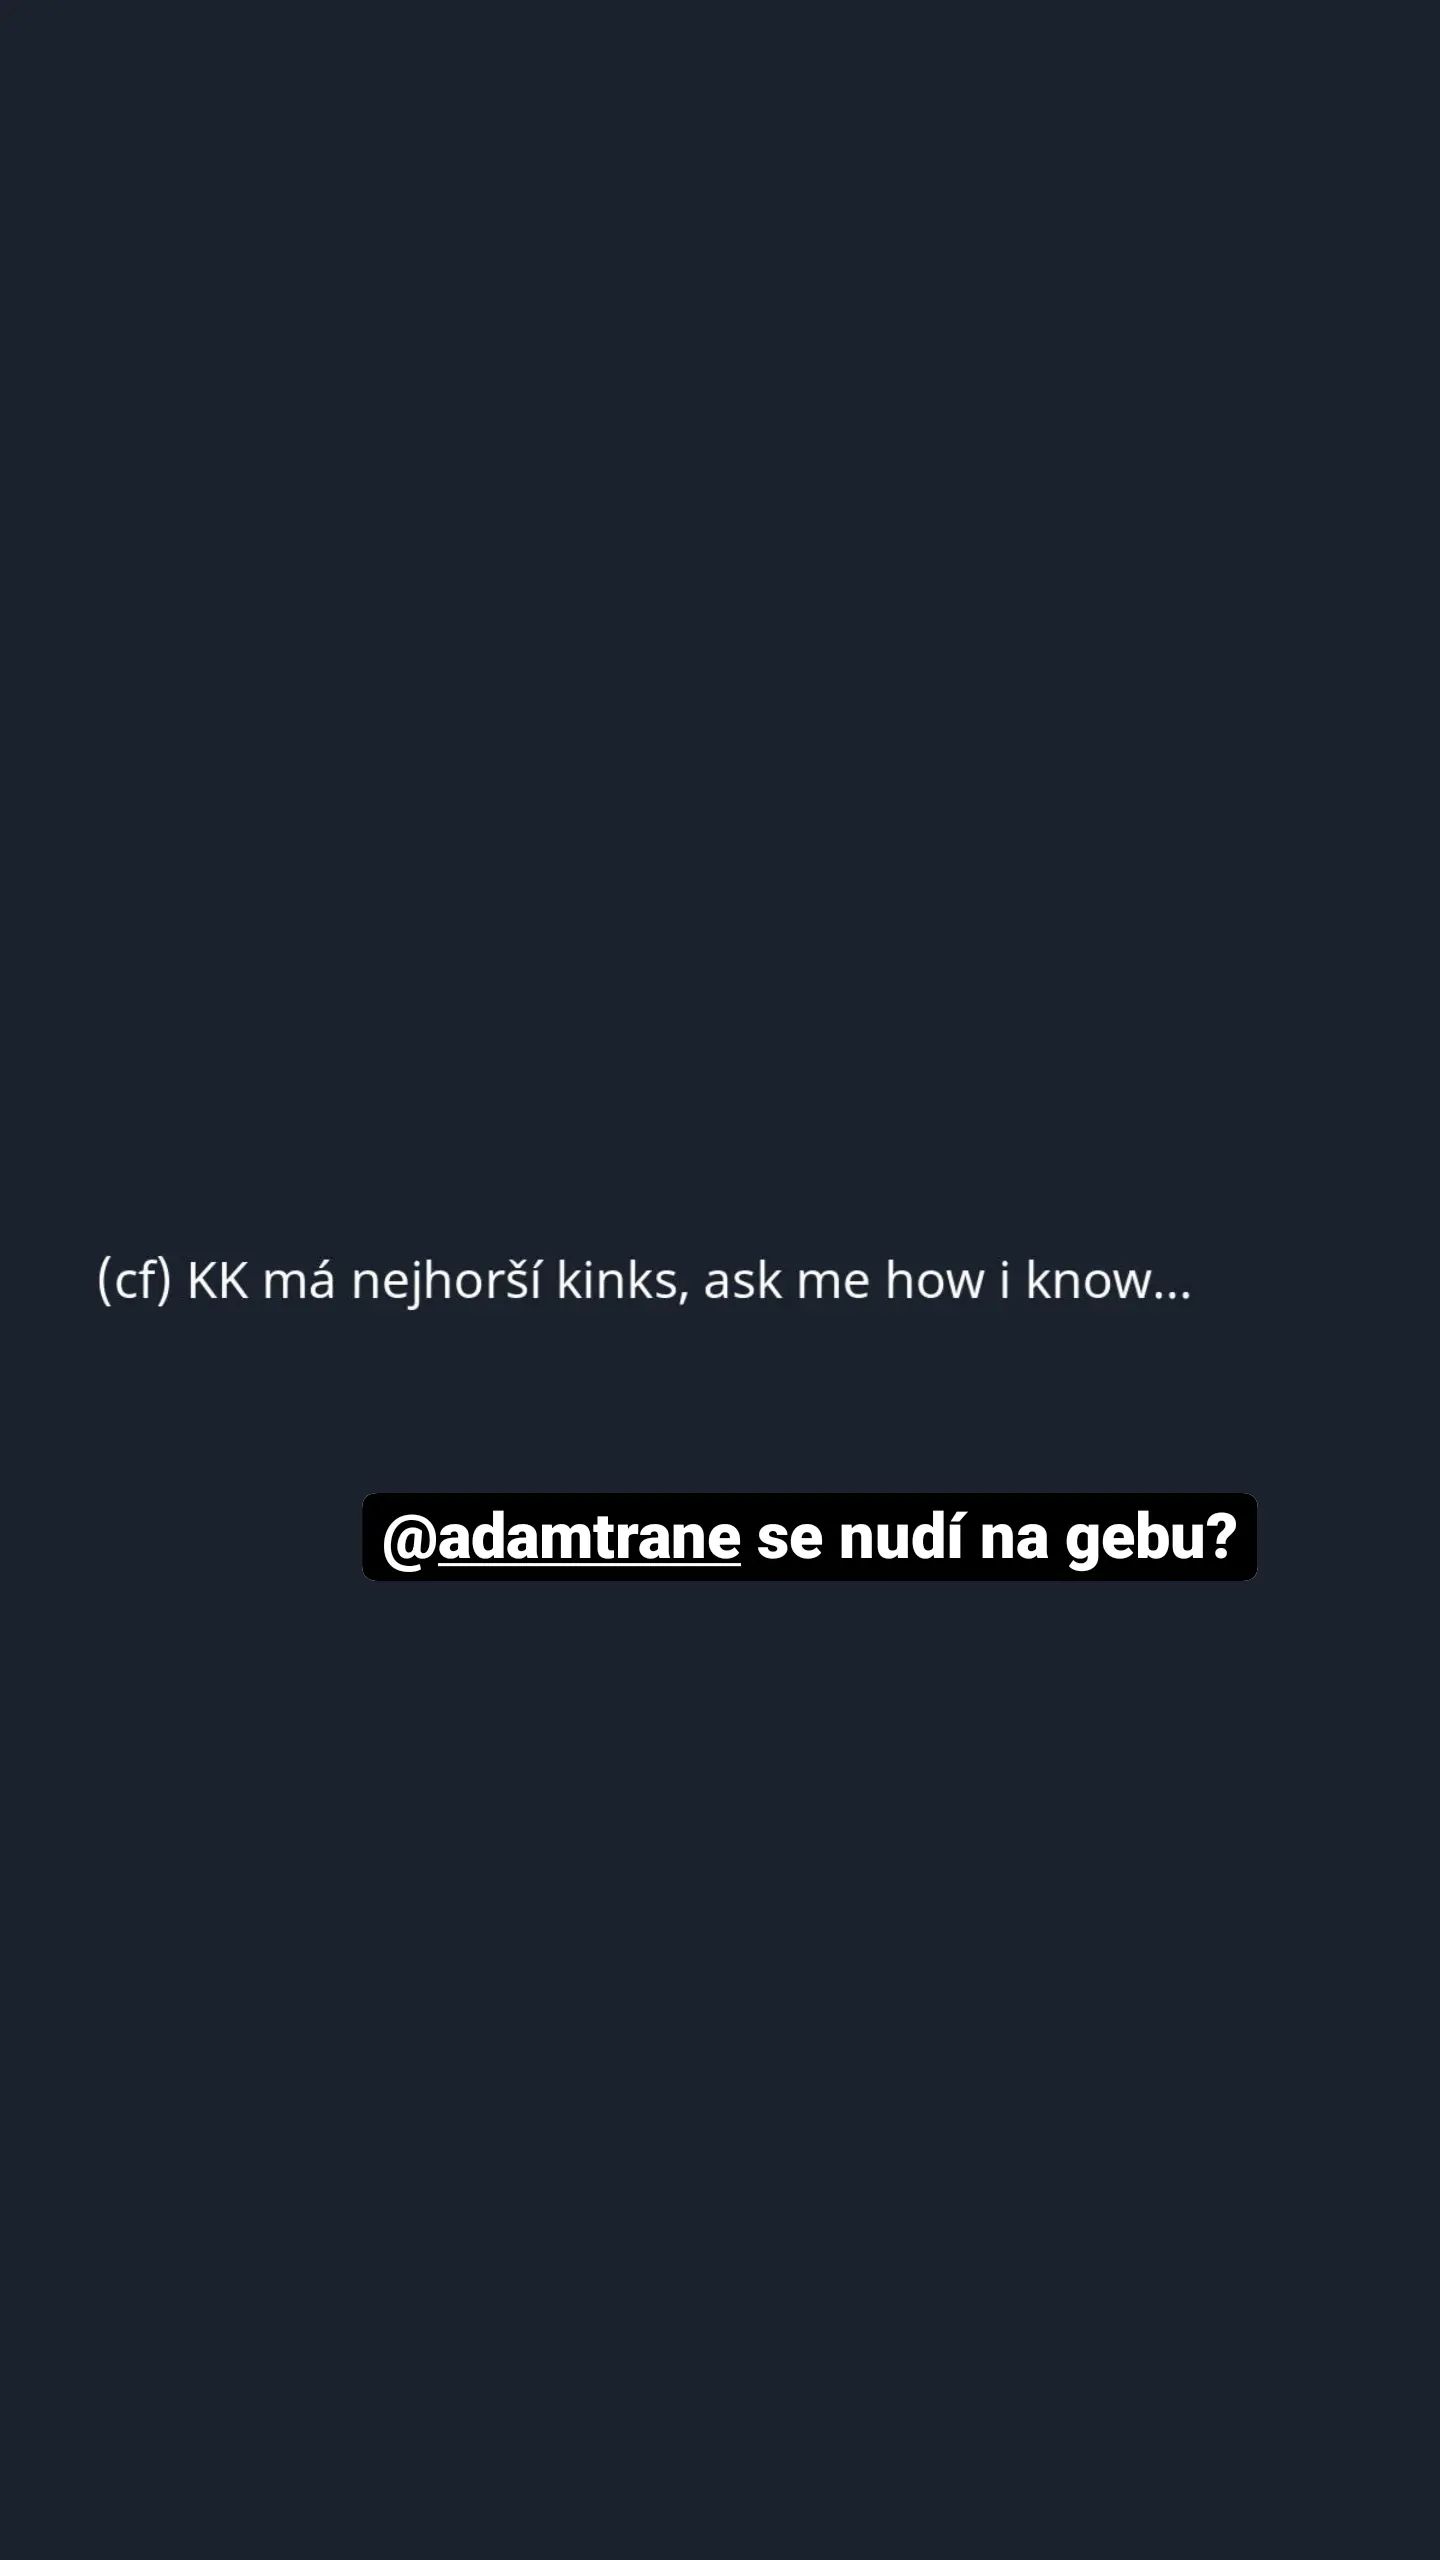 (cf) KK má nejhorší kinks, ask me how i know...
@adamtrane se nudí na gebu?